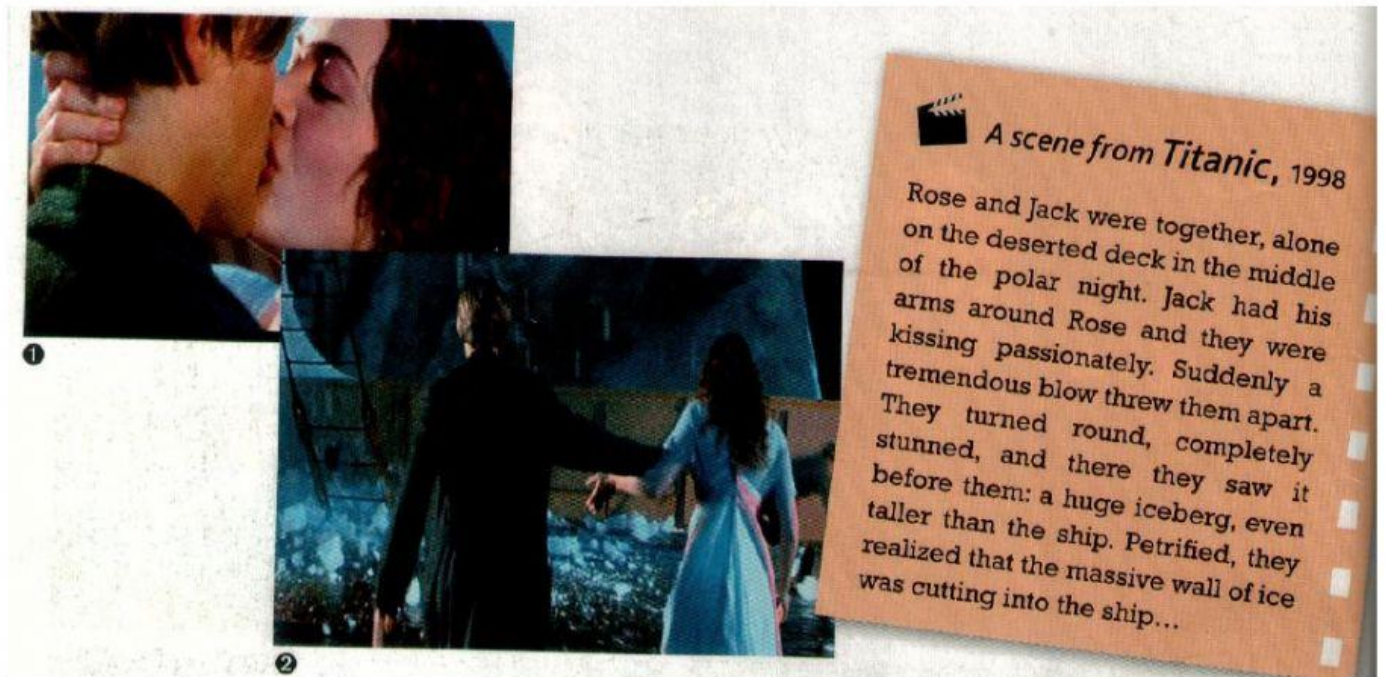 ❶
❷
A scene from Titanic, 1998
Rose and Jack were together, alone
on the deserted deck in the middle
of the polar night. Jack had his
arms around Rose and they were
kissing passionately. Suddenly a
tremendous blow threw them apart.
They turned round, completely
stunned, and there they saw it
before them: a huge iceberg, even
taller than the ship. Petrified, they
realized that the massive wall of ice
was cutting into the ship...